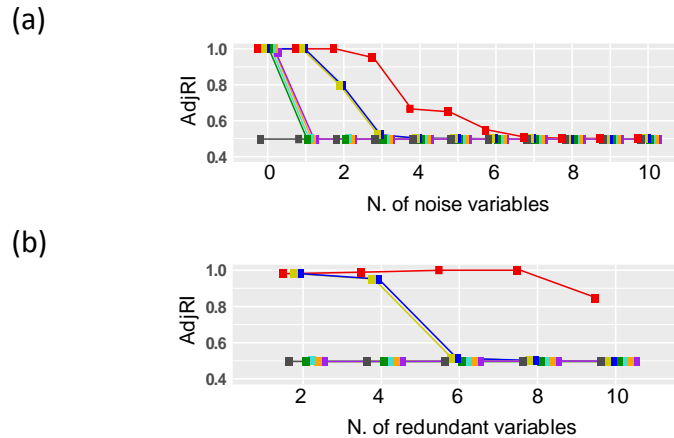 (a)
1.0
0.8
0.6
0.4
AdjRI
0 2 4 6 8 10
N. of noise variables
(b)
1.0
0.8
0.6
0.4
AdjRI
2 4 6 8 10
N. of redundant variables